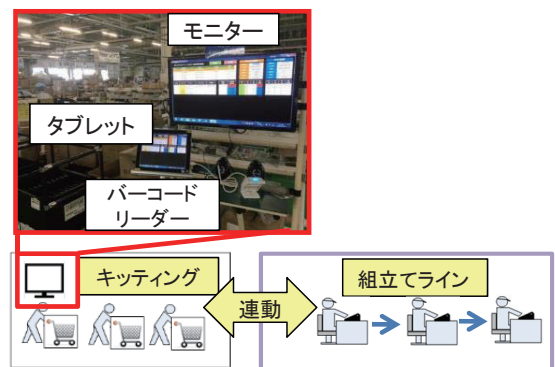 モニター
タブレット
バーコード
リーダー
キッティング
連動
組立てライン